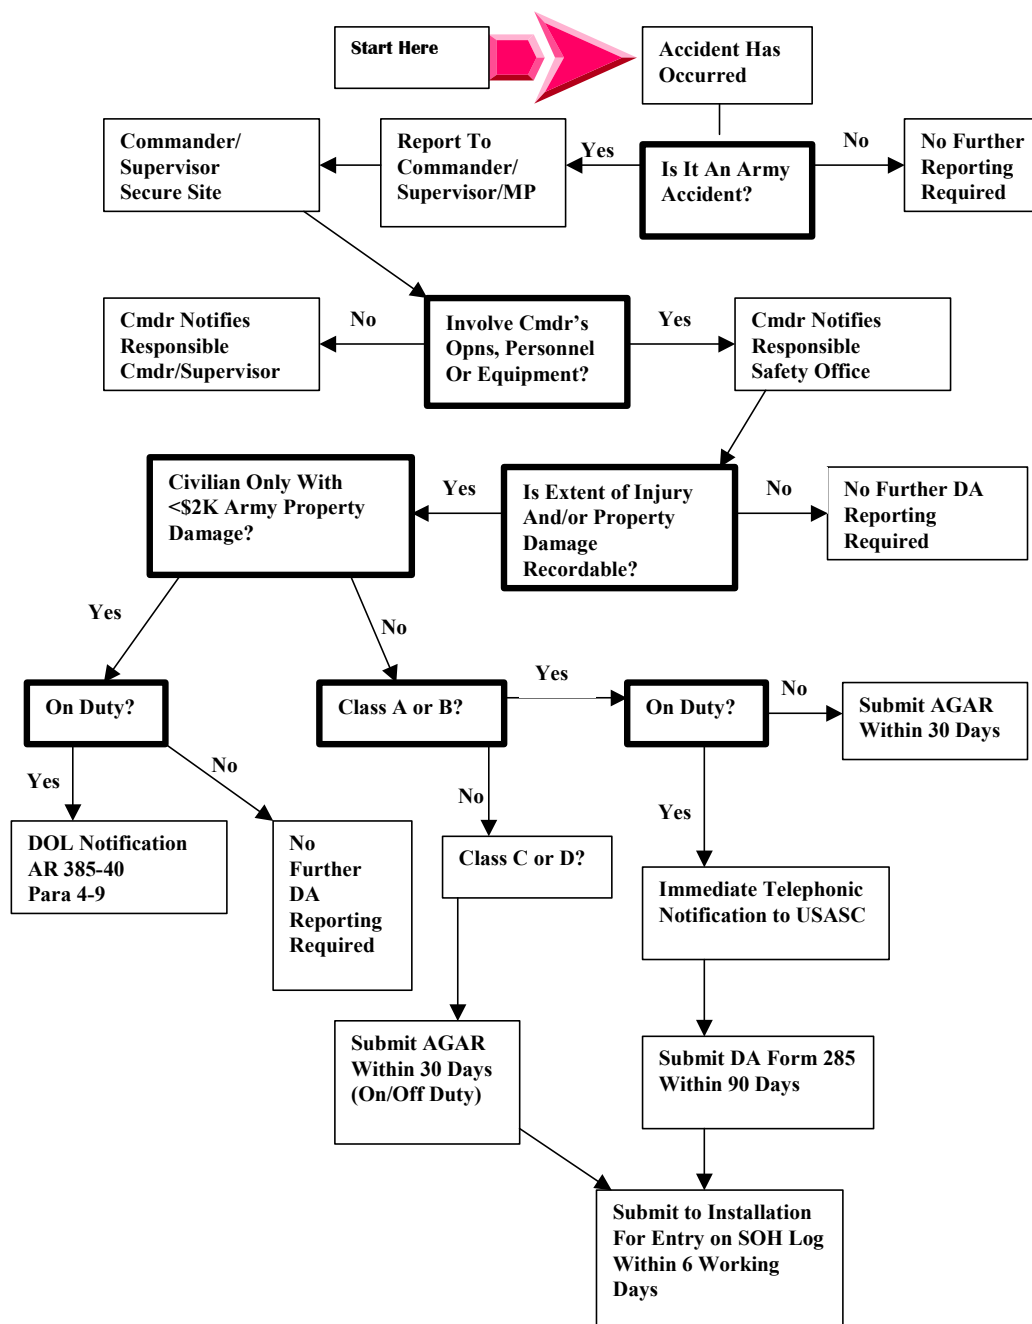 Start Here
Accident Has
Occurred
Commander/
Supervisor
Secure Site
Report To
Commander/
Supervisor/MP
Yes
Is It An Army
Accident?
No
No Further
Reporting
Required
Cmdr Notifies
Responsible
Cmdr/Supervisor
No
Involve Cmdr's
Opns, Personnel
Or Equipment?
Yes
Cmdr Notifies
Responsible
Safety Office
Civilian Only With
<$2K Army Property
Damage?
Yes
Is Extent of Injury
And/or Property
Damage
Recordable?
No
No Further DA
Reporting
Required
Yes
No
On Duty?
Class A or B?
Yes
On Duty?
No
Submit AGAR
Within 30 Days
Yes
No
No
Yes
DOL Notification
AR 385-40
Para 4-9
No
Further
DA
Reporting
Required
Class C or D?
Immediate Telephonic
Notification to USASC
Submit AGAR
Within 30 Days
(On/Off Duty)
Submit DA Form 285
Within 90 Days
Submit to Installation
For Entry on SOH Log
Within 6 Working
Days